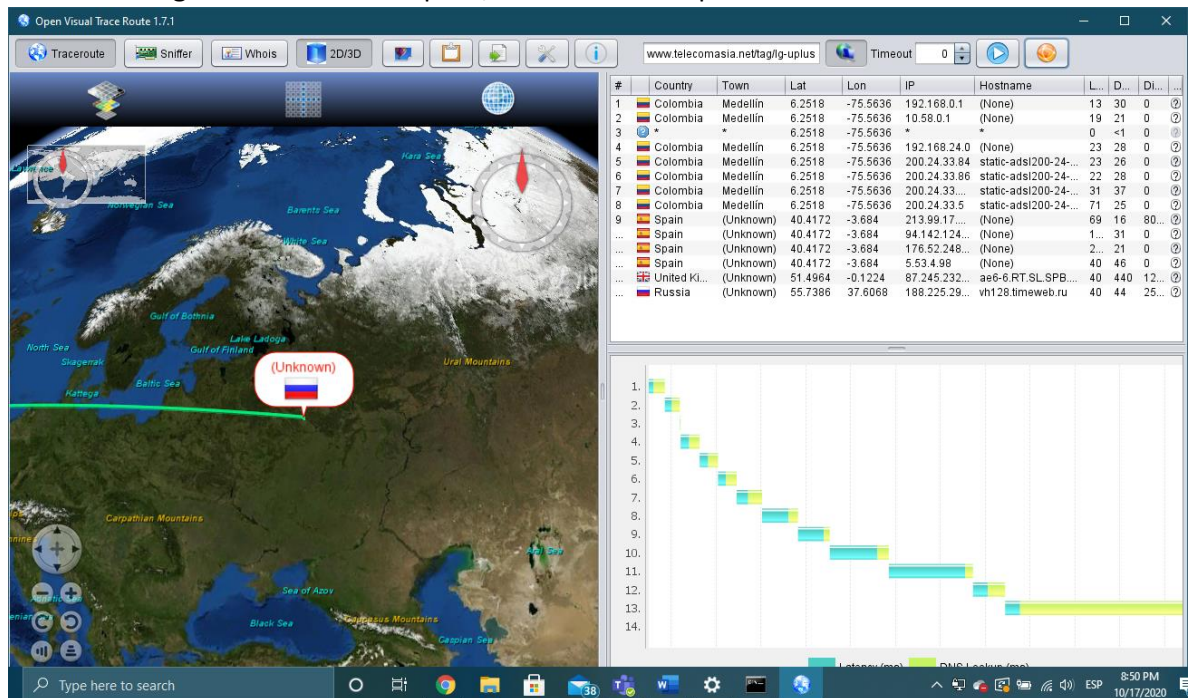 Open Visual Trace Route 1.7.1
Traceroute Sniffer Whois 2D/3D www.telecomasia.net/tag/lg-uplus Timeout 0
# Country Town Lat Lon IP Hostname L... D... Di... ...
1 Colombia Medellín 6.2518 -75.5636 192.168.0.1 (None) 13 30 0
2 Colombia Medellín 6.2518 -75.5636 10.58.0.1 (None) 19 21 0
3 * * 6.2518 -75.5636 * * 0 <1 0
4 Colombia Medellín 6.2518 -75.5636 192.168.24.0 (None) 23 28 0
5 Colombia Medellín 6.2518 -75.5636 200.24.33.84 static-adsl200-24-... 23 26 0
6 Colombia Medellín 6.2518 -75.5636 200.24.33.86 static-adsl200-24-... 22 28 0
7 Colombia Medellín 6.2518 -75.5636 200.24.33.... static-adsl200-24-... 31 37 0
8 Colombia Medellín 6.2518 -75.5636 200.24.33.5 static-adsl200-24-... 71 25 0
9 Spain (Unknown) 40.4172 -3.684 213.99.17.... (None) 69 16 80...
... Spain (Unknown) 40.4172 -3.684 94.142.124... (None) 1... 31 0
... Spain (Unknown) 40.4172 -3.684 176.52.248... (None) 2... 21 0
... Spain (Unknown) 40.4172 -3.684 5.53.4.98 (None) 40 46 0
... United Ki... (Unknown) 51.4964 -0.1224 87.245.232... ae6-6.RT.SL.SPB.... 40 440 12...
... Russia (Unknown) 55.7386 37.6068 188.225.29... vh128.timeweb.ru 40 44 25...
Kara Sea
Norwegian Sea
Barents Sea
White Sea
Gulf of Bothnia
Lake Ladoga
North Sea
Gulf of Finland
Skagerrak
Ural Mountains
(Unknown)
Baltic Sea
Kattega
Carpathian Mountains
Aral Sea
Sea of Azov
Black Sea
Caucasus Mountains
Caspian Sea
1.
2.
3.
4.
5.
6.
7.
8.
9.
10.
11.
12.
13.
14.
Latency (ms) DNS Lookup (ms)
Type here to search
38
ESP
8:50 PM
10/17/2020